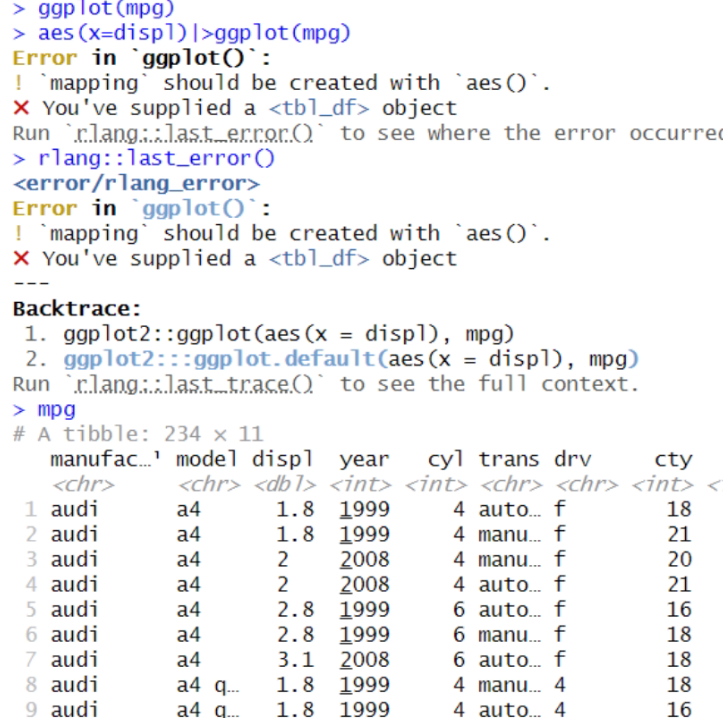 > ggplot(mpg)
> aes(x=displ)|>ggplot(mpg)
Error in `ggplot()`:
! `mapping` should be created with `aes()`.
✖ You've supplied a <tbl_df> object
Run `rlang::last_error()` to see where the error occurred
> rlang::last_error()
<error/rlang_error>
Error in `ggplot()`:
! `mapping` should be created with `aes()`.
✖ You've supplied a <tbl_df> object
---
Backtrace:
1. ggplot2::ggplot(aes(x = displ), mpg)
2. ggplot2:::ggplot.default(aes(x = displ), mpg)
Run `rlang::last_trace()` to see the full context.
> mpg
# A tibble: 234 × 11
manufac…¹ model displ year cyl trans drv cty
<chr> <chr> <dbl> <int> <int> <chr> <chr> <int> <
1 audi a4 1.8 1999 4 auto… f 18
2 audi a4 1.8 1999 4 manu… f 21
3 audi a4 2 2008 4 manu… f 20
4 audi a4 2 2008 4 auto… f 21
5 audi a4 2.8 1999 6 auto… f 16
6 audi a4 2.8 1999 6 manu… f 18
7 audi a4 3.1 2008 6 auto… f 18
8 audi a4 q… 1.8 1999 4 manu… 4 18
9 audi a4 q… 1.8 1999 4 auto… 4 16